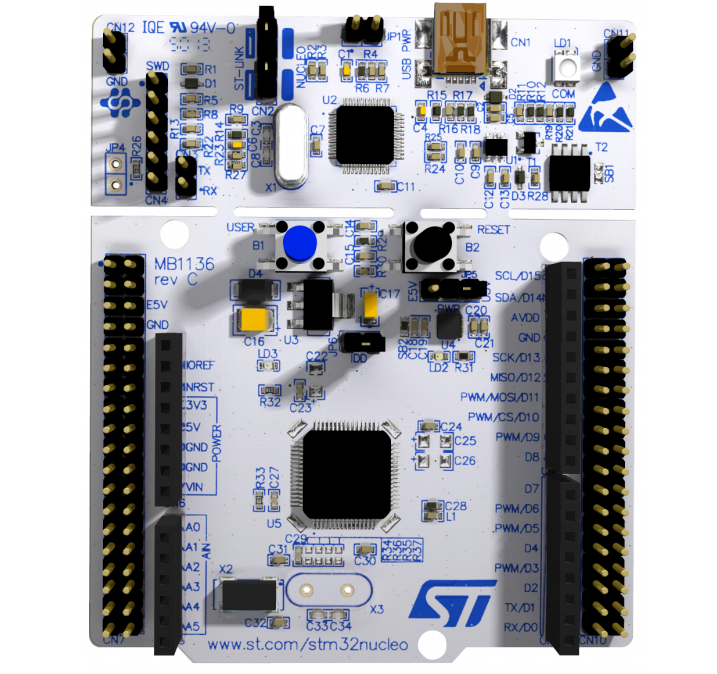 CN12
IQE 94V-0
JP1
USB PWR
CN1
LD1
COM
CN11
GND
GND
SWD
ST-LINK
NUCLEO
CN2
R1
D1
R5
R8
R9
R13
R14
R23
R27
R26
JP4
CN4
CN3
TX
RX
C3
C6
C8
X1
C7
U2
C1
R4
R6 R7
C11
C4
R15 R17
R16 R18
R25
R24
C10
C9
C12
C13
D3
R28
T2
SB1
R19
R20
R21
USER
B1
RESET
B2
C14
C15
R29
R30
MB1136
rev C
D4
C16
U3
C17
E5V
JP5
PWR
U4
C20
C21
JP6
IDD
SB2
C18
C19
LD2
R31
E5V
GND
LD3
C22
R32
C23
IOREF
NRST
3V3
5V
GND
GND
VIN
POWER
C24
C25
C26
R33
C27
U5
C28
L1
C29
C31
C30
R34
R36
R35
R37
A0
A1
A2
A3
A4
A5
AIN
X2
X3
C32
C33 C34
ST
CN7
www.st.com/stm32nucleo
SCL/D15
SDA/D14
AVDD
GND
SCK/D13
MISO/D12
PWM/MOSI/D11
PWM/CS/D10
PWM/D9
D8
D7
PWM/D6
PWM/D5
D4
PWM/D3
D2
TX/D1
RX/D0
CN10